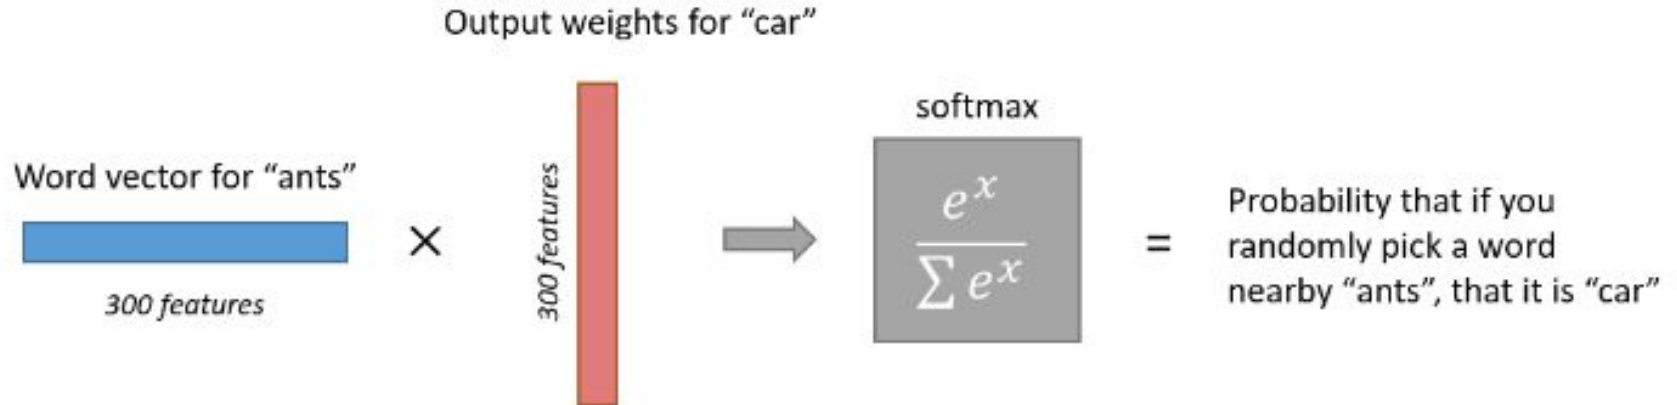 Output weights for “car”
softmax
Word vector for “ants”
300 features
×
300 features
e^x
∑ e^x
=
Probability that if you
randomly pick a word
nearby “ants”, that it is “car”